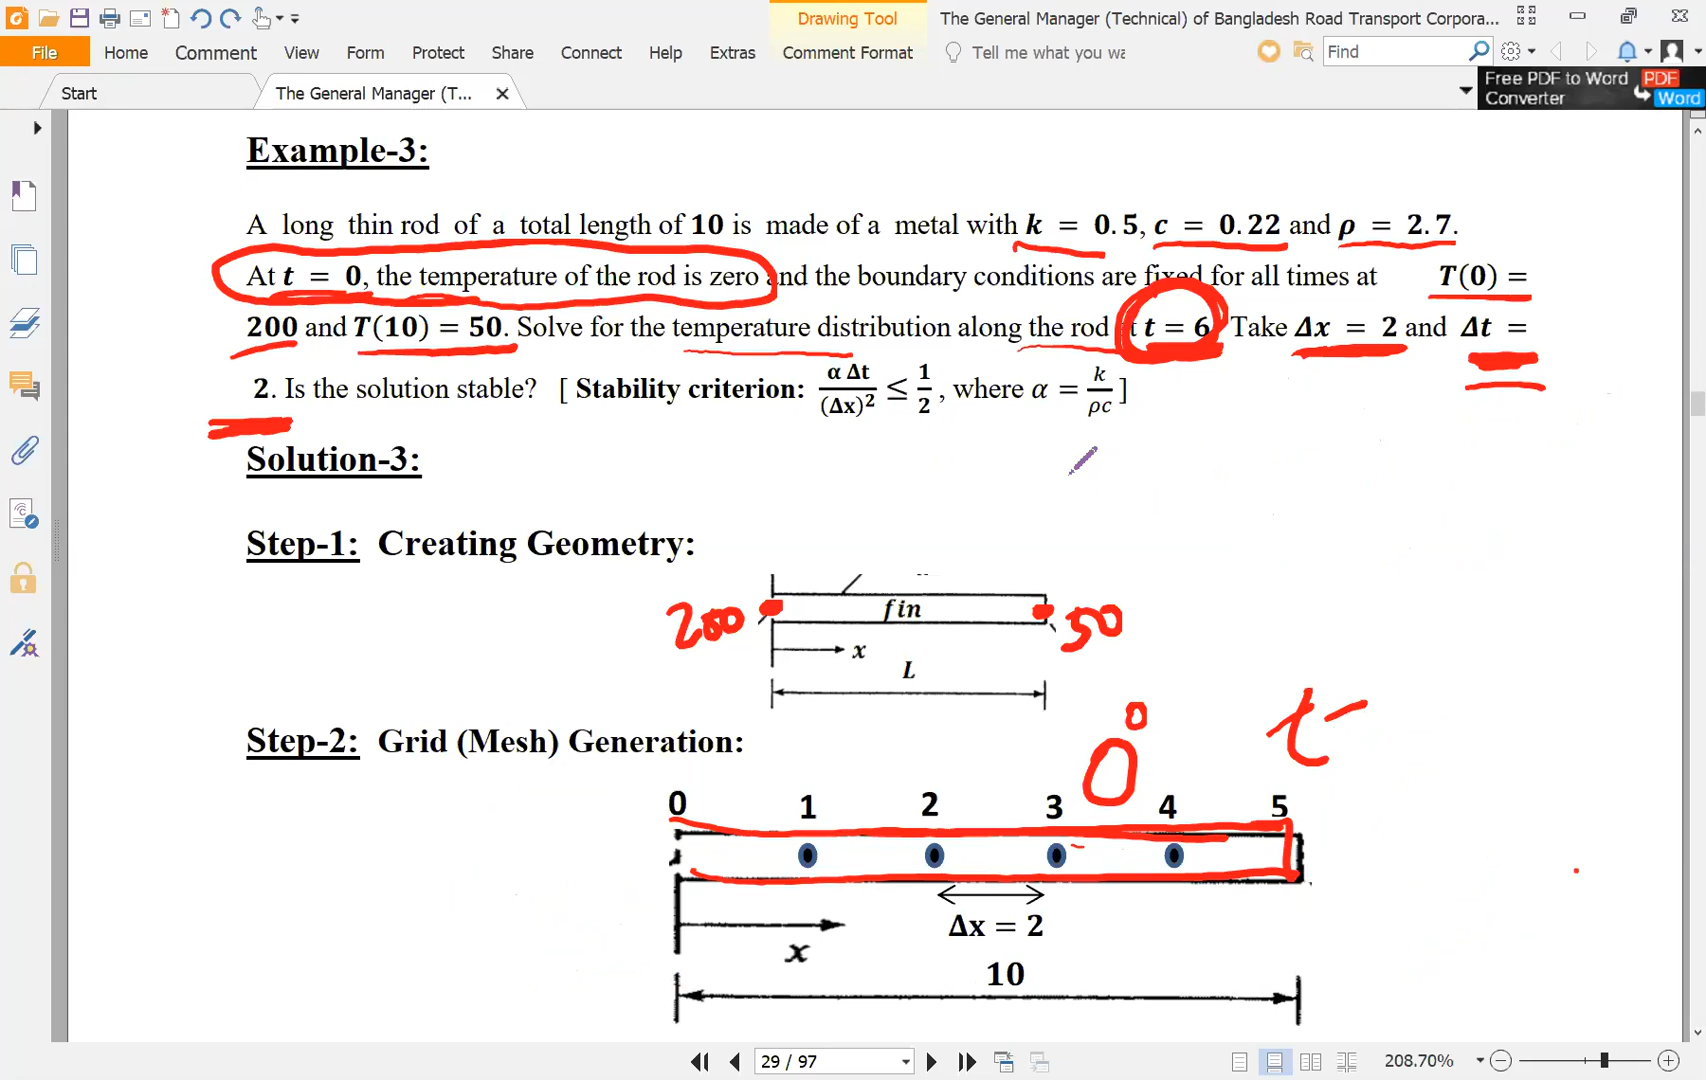 Drawing Tool
The General Manager (Technical) of Bangladesh Road Transport Corpora...
File Home Comment View Form Protect Share Connect Help Extras Comment Format Tell me what you wa Find
Start The General Manager (T...
Free PDF to Word Converter PDF Word
Example-3:
A long thin rod of a total length of 10 is made of a metal with k = 0.5, c = 0.22 and ρ = 2.7.
At t = 0, the temperature of the rod is zero and the boundary conditions are fixed for all times at T(0) =
200 and T(10) = 50. Solve for the temperature distribution along the rod t = 6 Take Δx = 2 and Δt =
2. Is the solution stable? [ Stability criterion: α Δt / (Δx)² ≤ 1/2 , where α = k/ρc ]
Solution-3:
Step-1: Creating Geometry:
200 fin 50
x
L
Step-2: Grid (Mesh) Generation:
0° t
0 1 2 3 4 5
Δx = 2
x
10
29 / 97
208.70%